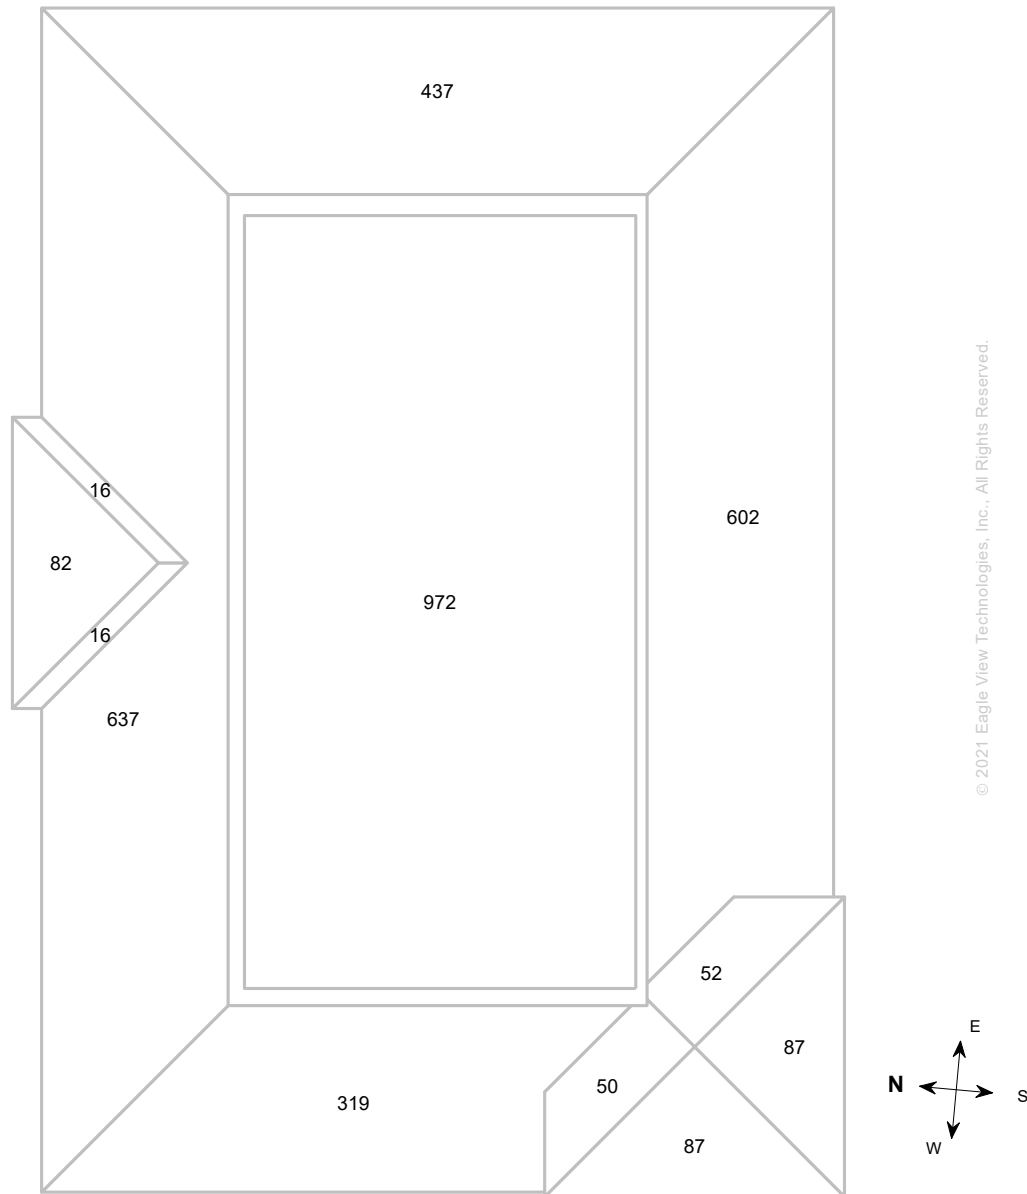 437
16
602
82
972
16
637
52
E
87
50
N
S
319
87
W
© 2021 Eagle View Technologies, Inc., All Rights Reserved.